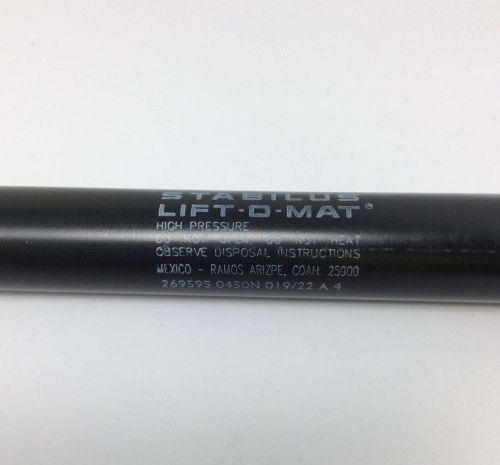 STABILUS
LIFT-O-MAT®
HIGH PRESSURE
DO NOT OPEN DO NOT HEAT
OBSERVE DISPOSAL INSTRUCTIONS
MEXICO - RAMOS ARIZPE, COAH. 25900
269595 0450N 019/22 A 4